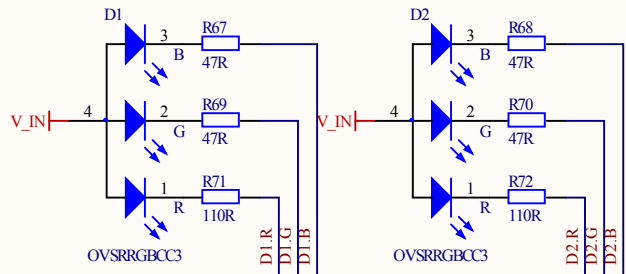 D1
3
B
R67
47R
V_IN
4
2
G
R69
47R
1
R
R71
110R
OVSRRGBCC3
D1.R
D1.G
D1.B
D2
3
B
R68
47R
V_IN
4
2
G
R70
47R
1
R
R72
110R
OVSRRGBCC3
D2.R
D2.G
D2.B